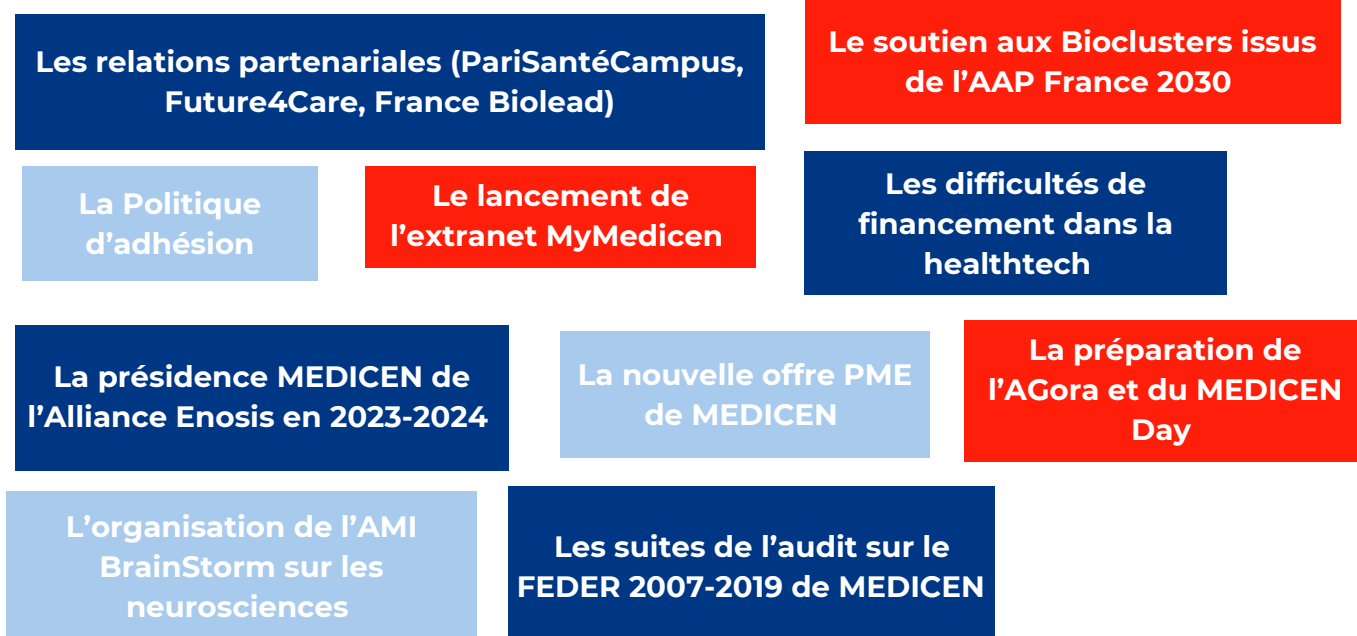 Les relations partenariales (PariSantéCampus,
Future4Care, France Biolead)
Le soutien aux Bioclusters issus
de l'AAP France 2030
La Politique
d'adhésion
Le lancement de
l'extranet MyMedicen
Les difficultés de
financement dans la
healthtech
La présidence MEDICEN de
l'Alliance Enosis en 2023-2024
La nouvelle offre PME
de MEDICEN
La préparation de
l'AGora et du MEDICEN
Day
L'organisation de l'AMI
BrainStorm sur les
neurosciences
Les suites de l'audit sur le
FEDER 2007-2019 de MEDICEN